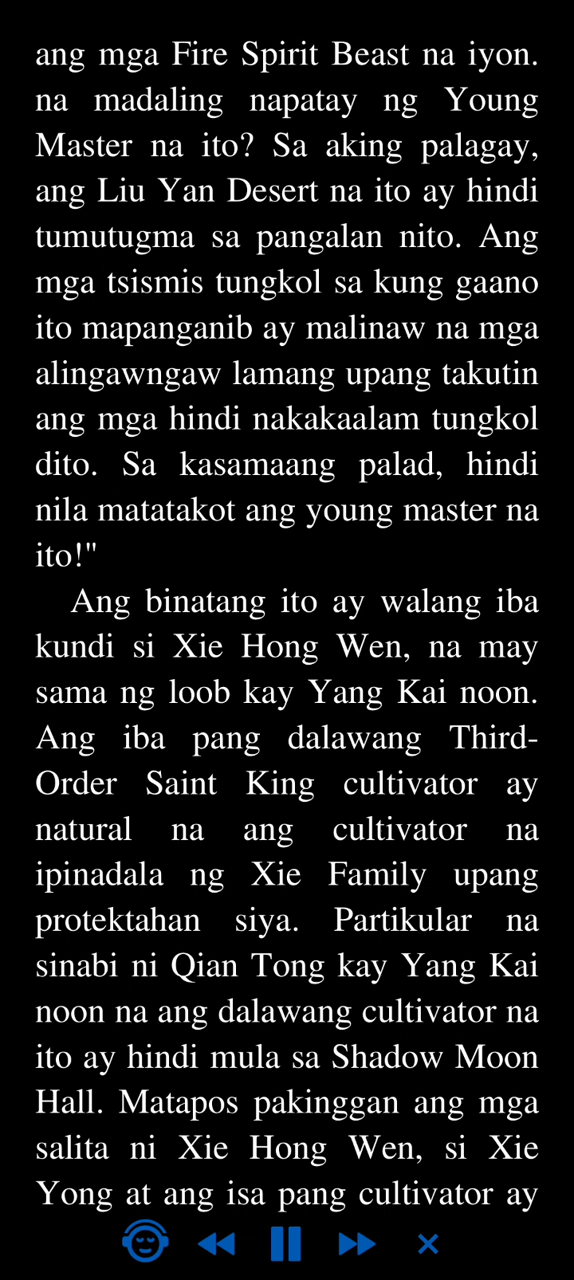 ang mga Fire Spirit Beast na iyon.
na madaling napatay ng Young
Master na ito? Sa aking palagay,
ang Liu Yan Desert na ito ay hindi
tumutugma sa pangalan nito. Ang
mga tsismis tungkol sa kung gaano
ito mapanganib ay malinaw na mga
alingawngaw lamang upang takutin
ang mga hindi nakakaalam tungkol
dito. Sa kasamaang palad, hindi
nila matatakot ang young master na
ito!"
Ang binatang ito ay walang iba
kundi si Xie Hong Wen, na may
sama ng loob kay Yang Kai noon.
Ang iba pang dalawang Third-
Order Saint King cultivator ay
natural na ang cultivator na
ipinadala ng Xie Family upang
protektahan siya. Partikular na
sinabi ni Qian Tong kay Yang Kai
noon na ang dalawang cultivator na
ito ay hindi mula sa Shadow Moon
Hall. Matapos pakinggan ang mga
salita ni Xie Hong Wen, si Xie
Yong at ang isa pang cultivator ay